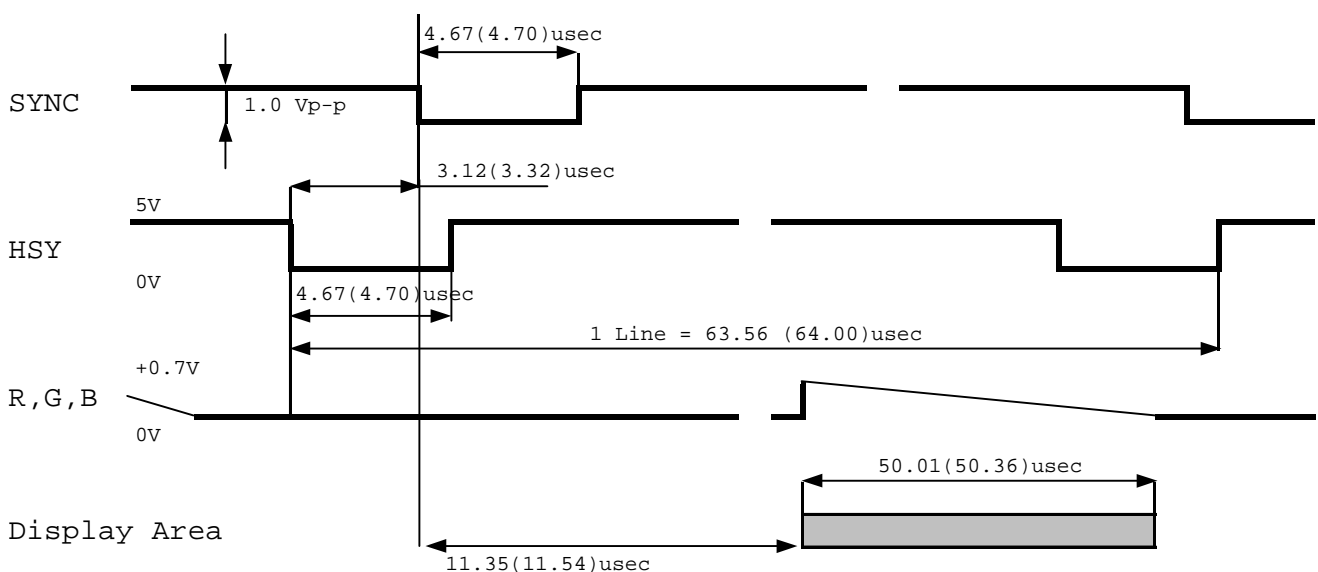 4.67(4.70)usec
SYNC
1.0 Vp-p
3.12(3.32)usec
5V
HSY
0V
4.67(4.70)usec
1 Line = 63.56 (64.00)usec
+0.7V
R,G,B
0V
50.01(50.36)usec
Display Area
11.35(11.54)usec